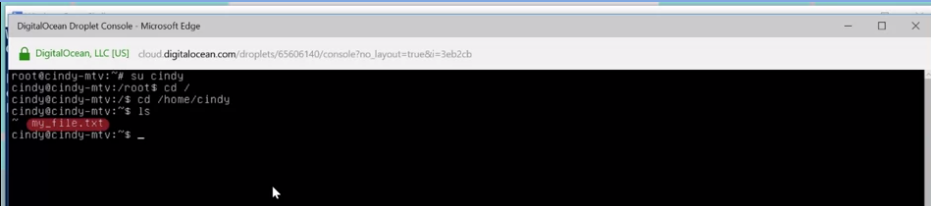 DigitalOcean Droplet Console - Microsoft Edge
DigitalOcean, LLC [US] cloud.digitalocean.com/droplets/65606140/console?no_layout=true&i=3eb2cb
root@cindy-mtv:~# su cindy
cindy@cindy-mtv:/root$ cd /
cindy@cindy-mtv:/$ cd /home/cindy
cindy@cindy-mtv:~$ ls
~ my_file.txt
cindy@cindy-mtv:~$ _